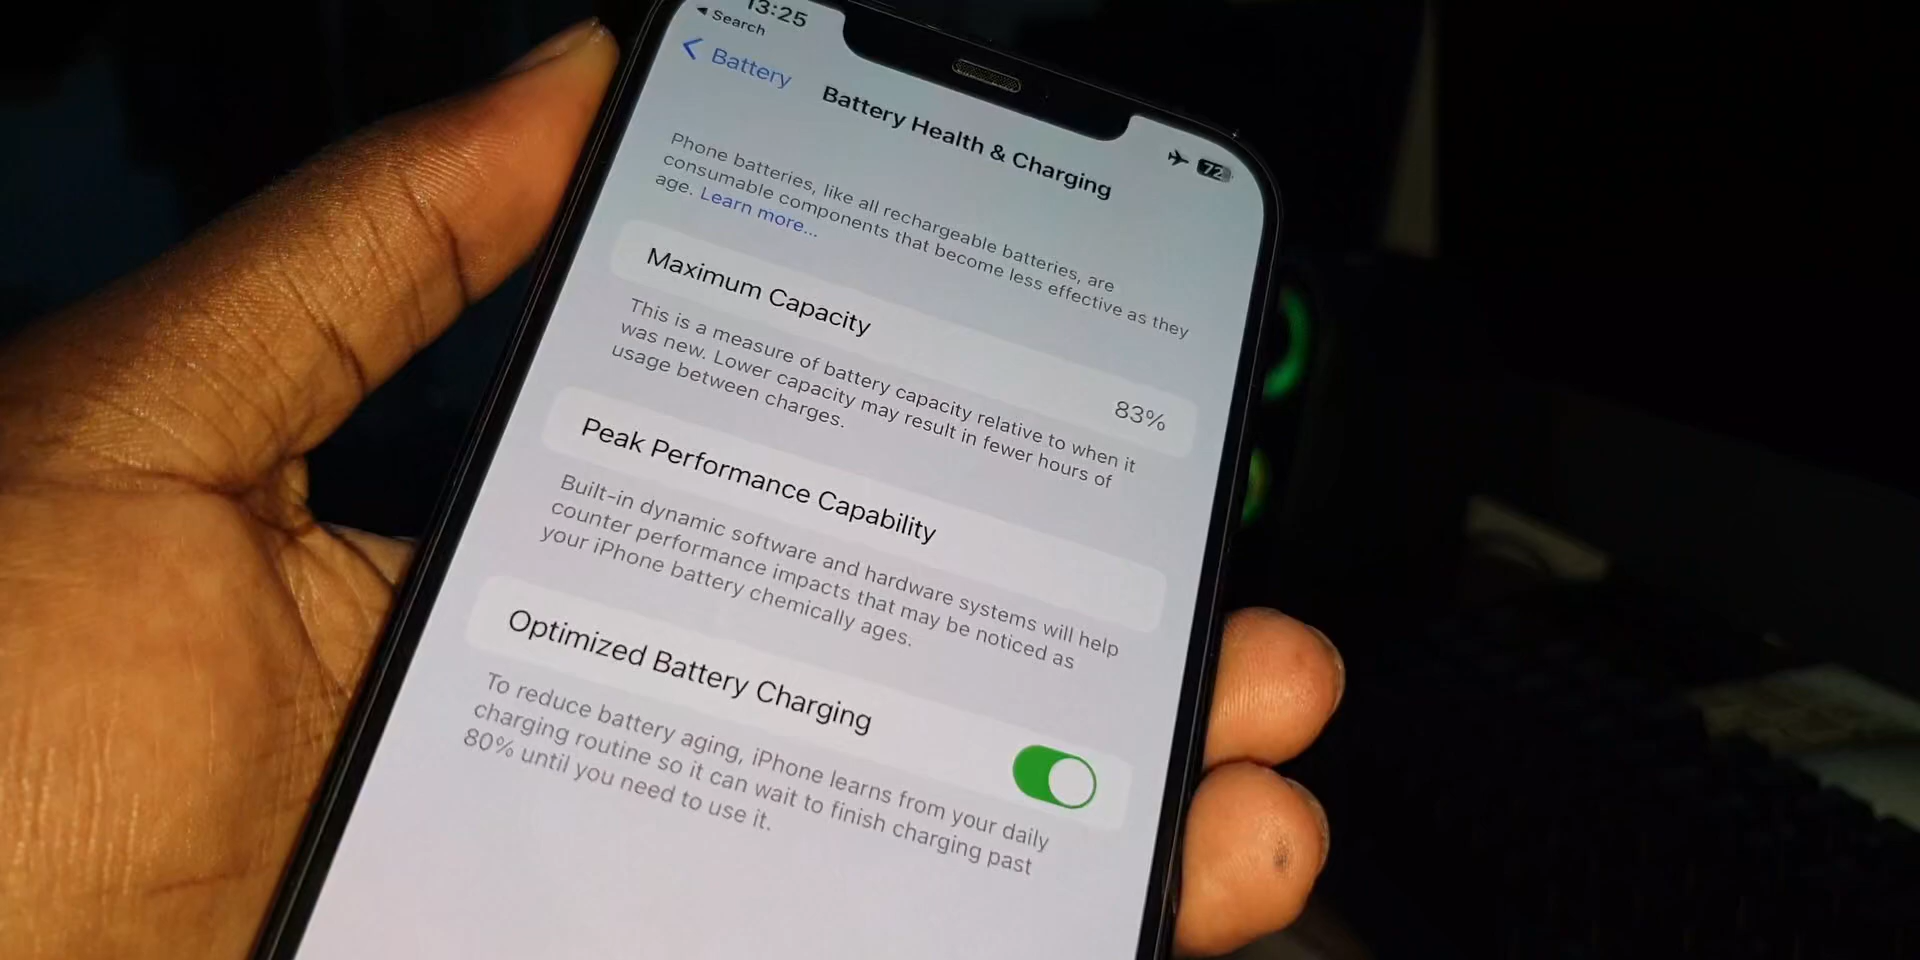 13:25
Search
72
Battery
Battery Health & Charging
Phone batteries, like all rechargeable batteries, are
consumable components that become less effective as they
age. Learn more...
Maximum Capacity
83%
This is a measure of battery capacity relative to when it
was new. Lower capacity may result in fewer hours of
usage between charges.
Peak Performance Capability
Built-in dynamic software and hardware systems will help
counter performance impacts that may be noticed as
your iPhone battery chemically ages.
Optimized Battery Charging
To reduce battery aging, iPhone learns from your daily
charging routine so it can wait to finish charging past
80% until you need to use it.